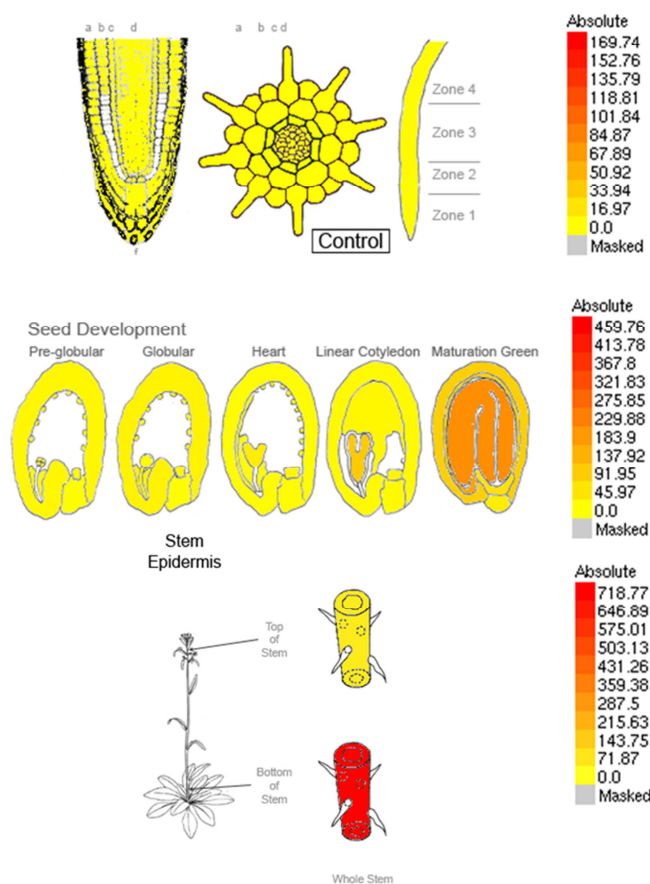 a b c d
a b c d
f
Zone 4
Zone 3
Zone 2
Zone 1
Control
Absolute
169.74
152.76
135.79
118.81
101.84
84.87
67.89
50.92
33.94
16.97
0.0
Masked
Seed Development
Pre-globular Globular Heart Linear Cotyledon Maturation Green
Absolute
459.76
413.78
367.8
321.83
275.85
229.88
183.9
137.92
91.95
45.97
0.0
Masked
Stem
Epidermis
Top
of
Stem
Bottom
of
Stem
Whole Stem
Absolute
718.77
646.89
575.01
503.13
431.26
359.38
287.5
215.63
143.75
71.87
0.0
Masked